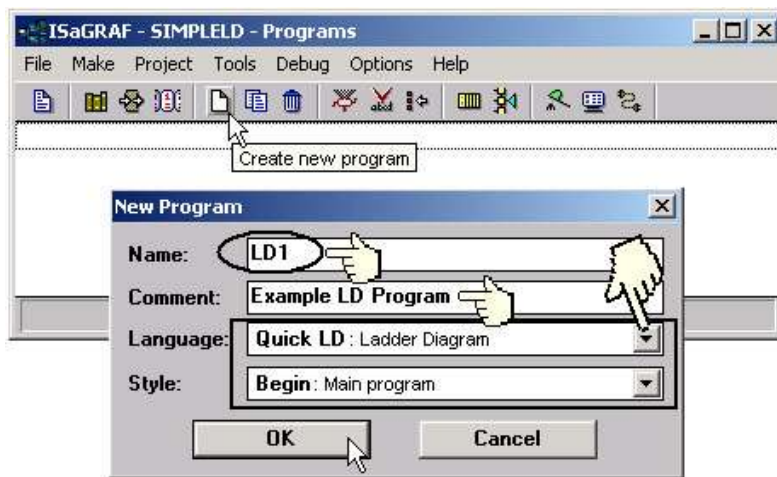 ISaGRAF - SIMPLELD - Programs
File Make Project Tools Debug Options Help
Create new program
New Program
Name: LD1
Comment: Example LD Program
Language: Quick LD : Ladder Diagram
Style: Begin : Main program
OK Cancel